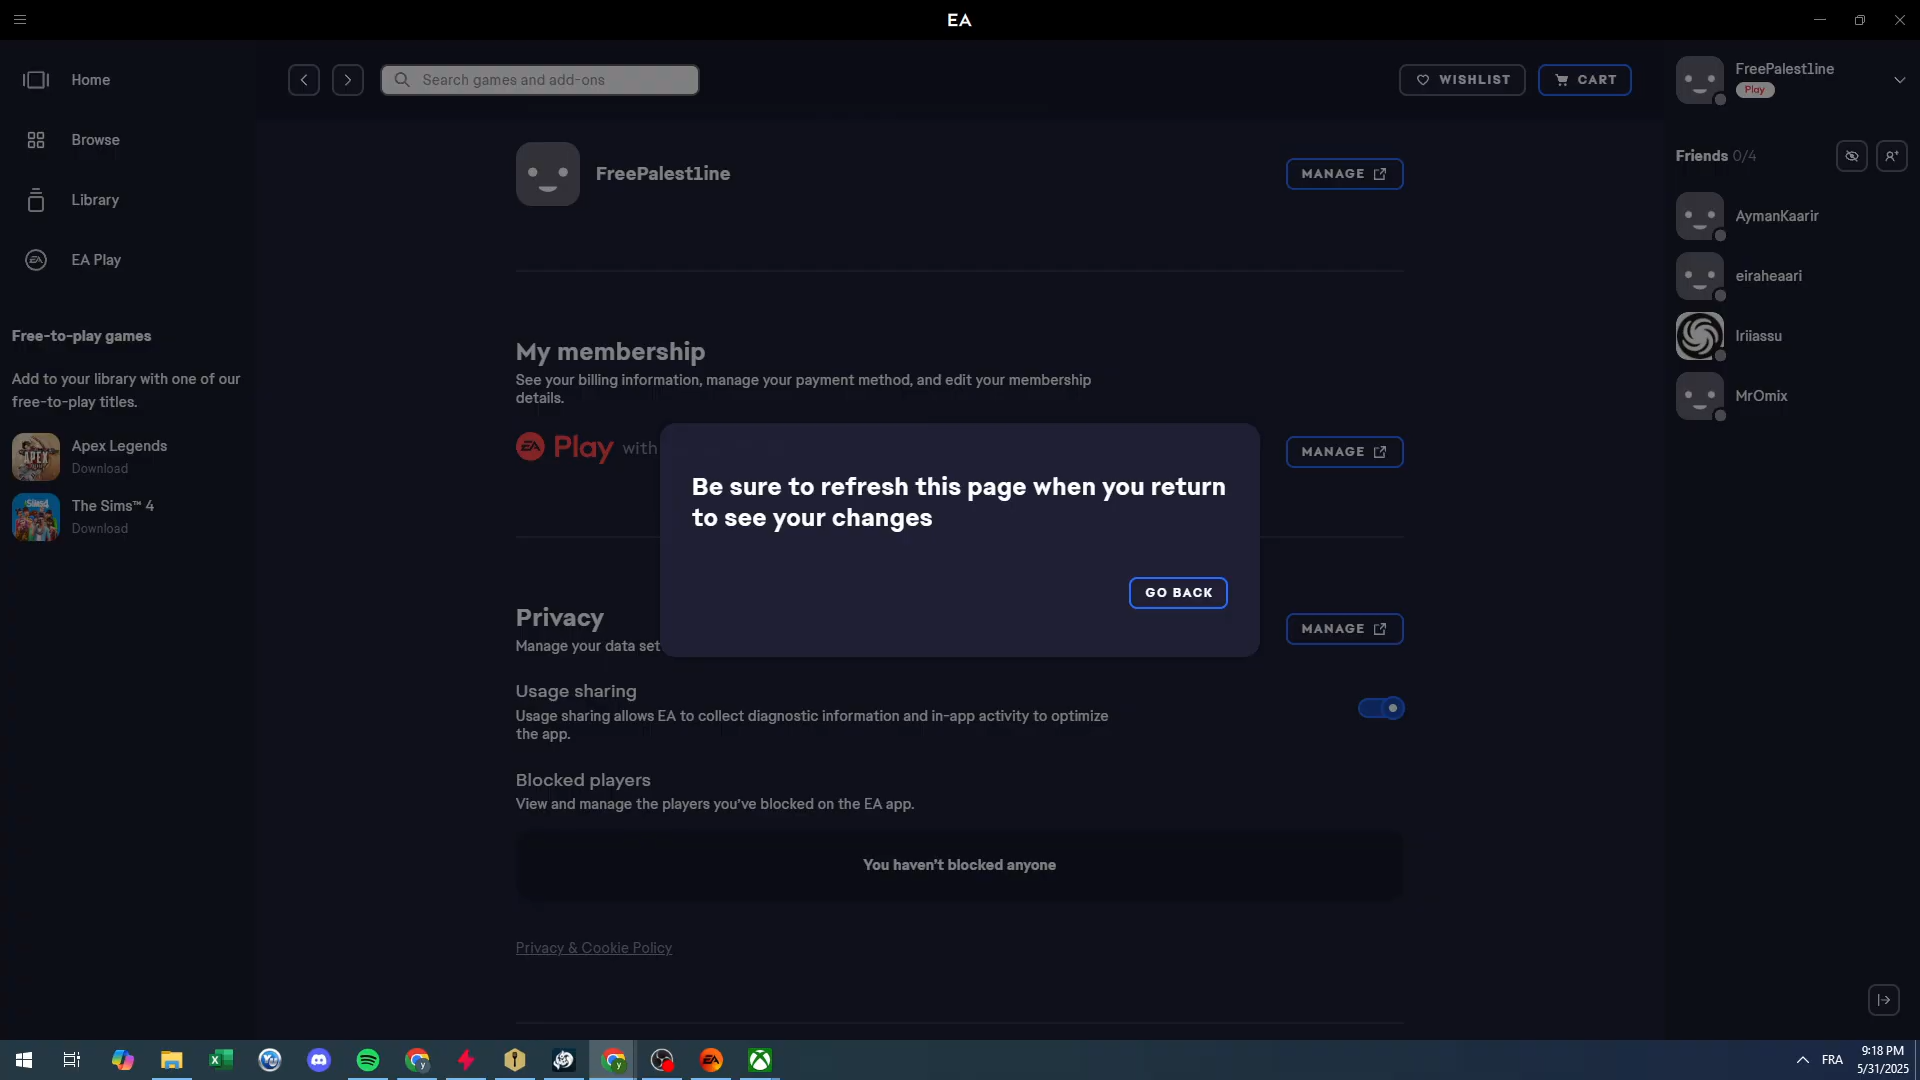 EA
Home
Browse
Library
EA Play
Free-to-play games
Add to your library with one of our
free-to-play titles.
Apex Legends
Download
The Sims™ 4
Download
Search games and add-ons
WISHLIST
CART
FreePalest1ine
MANAGE
My membership
See your billing information, manage your payment method, and edit your membership
details.
EA Play with
MANAGE
Be sure to refresh this page when you return
to see your changes
GO BACK
Privacy
Manage your data set
MANAGE
Usage sharing
Usage sharing allows EA to collect diagnostic information and in-app activity to optimize
the app.
Blocked players
View and manage the players you've blocked on the EA app.
You haven't blocked anyone
Privacy & Cookie Policy
FreePalest1ine
Play
Friends 0/4
AymanKaarir
eiraheaari
Iriiassu
MrOmix
FRA
9:18 PM
5/31/2025